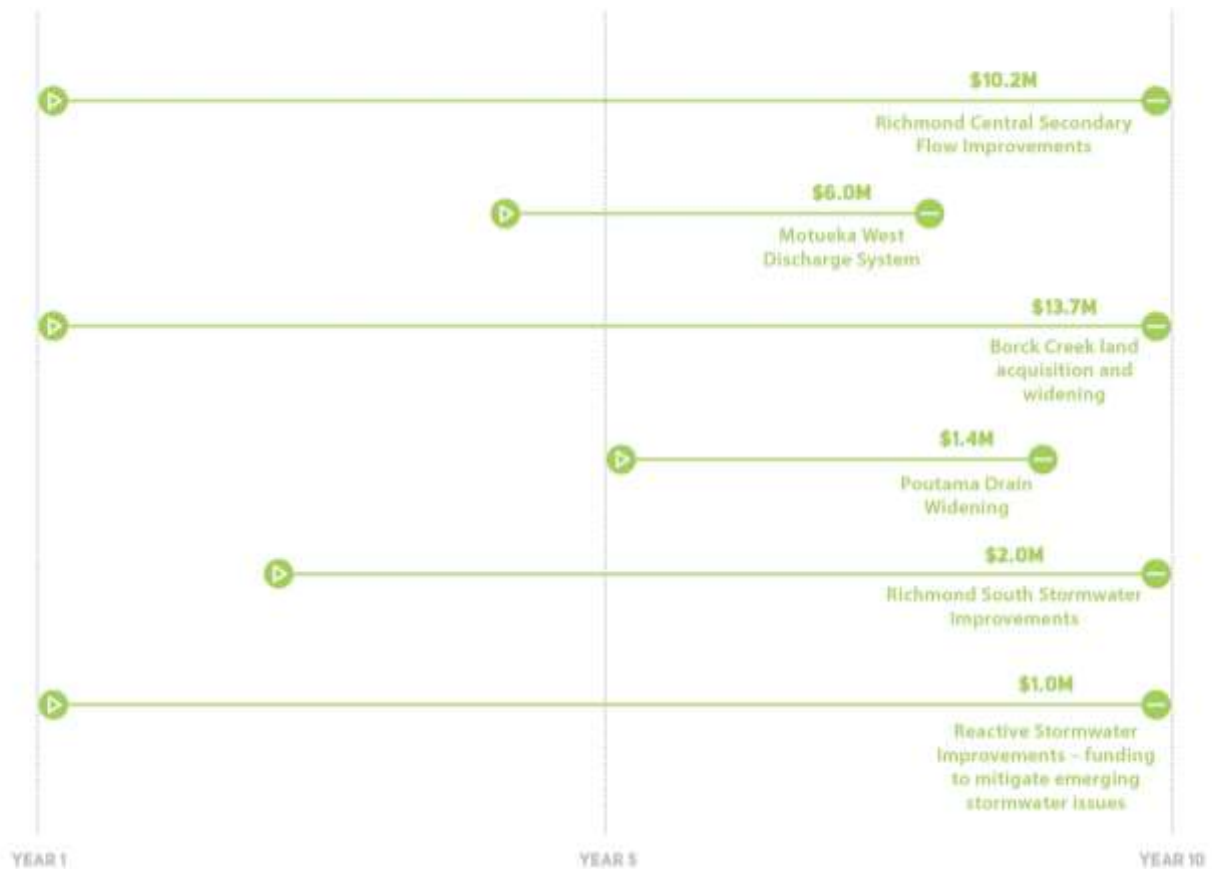 $10.2M
Richmond Central Secondary
Flow Improvements
$6.0M
Motueka West
Discharge System
$13.7M
Borck Creek land
acquisition and
widening
$1.4M
Poutama Drain
Widening
$2.0M
Richmond South Stormwater
Improvements
$1.0M
Reactive Stormwater
Improvements – funding
to mitigate emerging
stormwater issues
YEAR 1
YEAR 5
YEAR 10